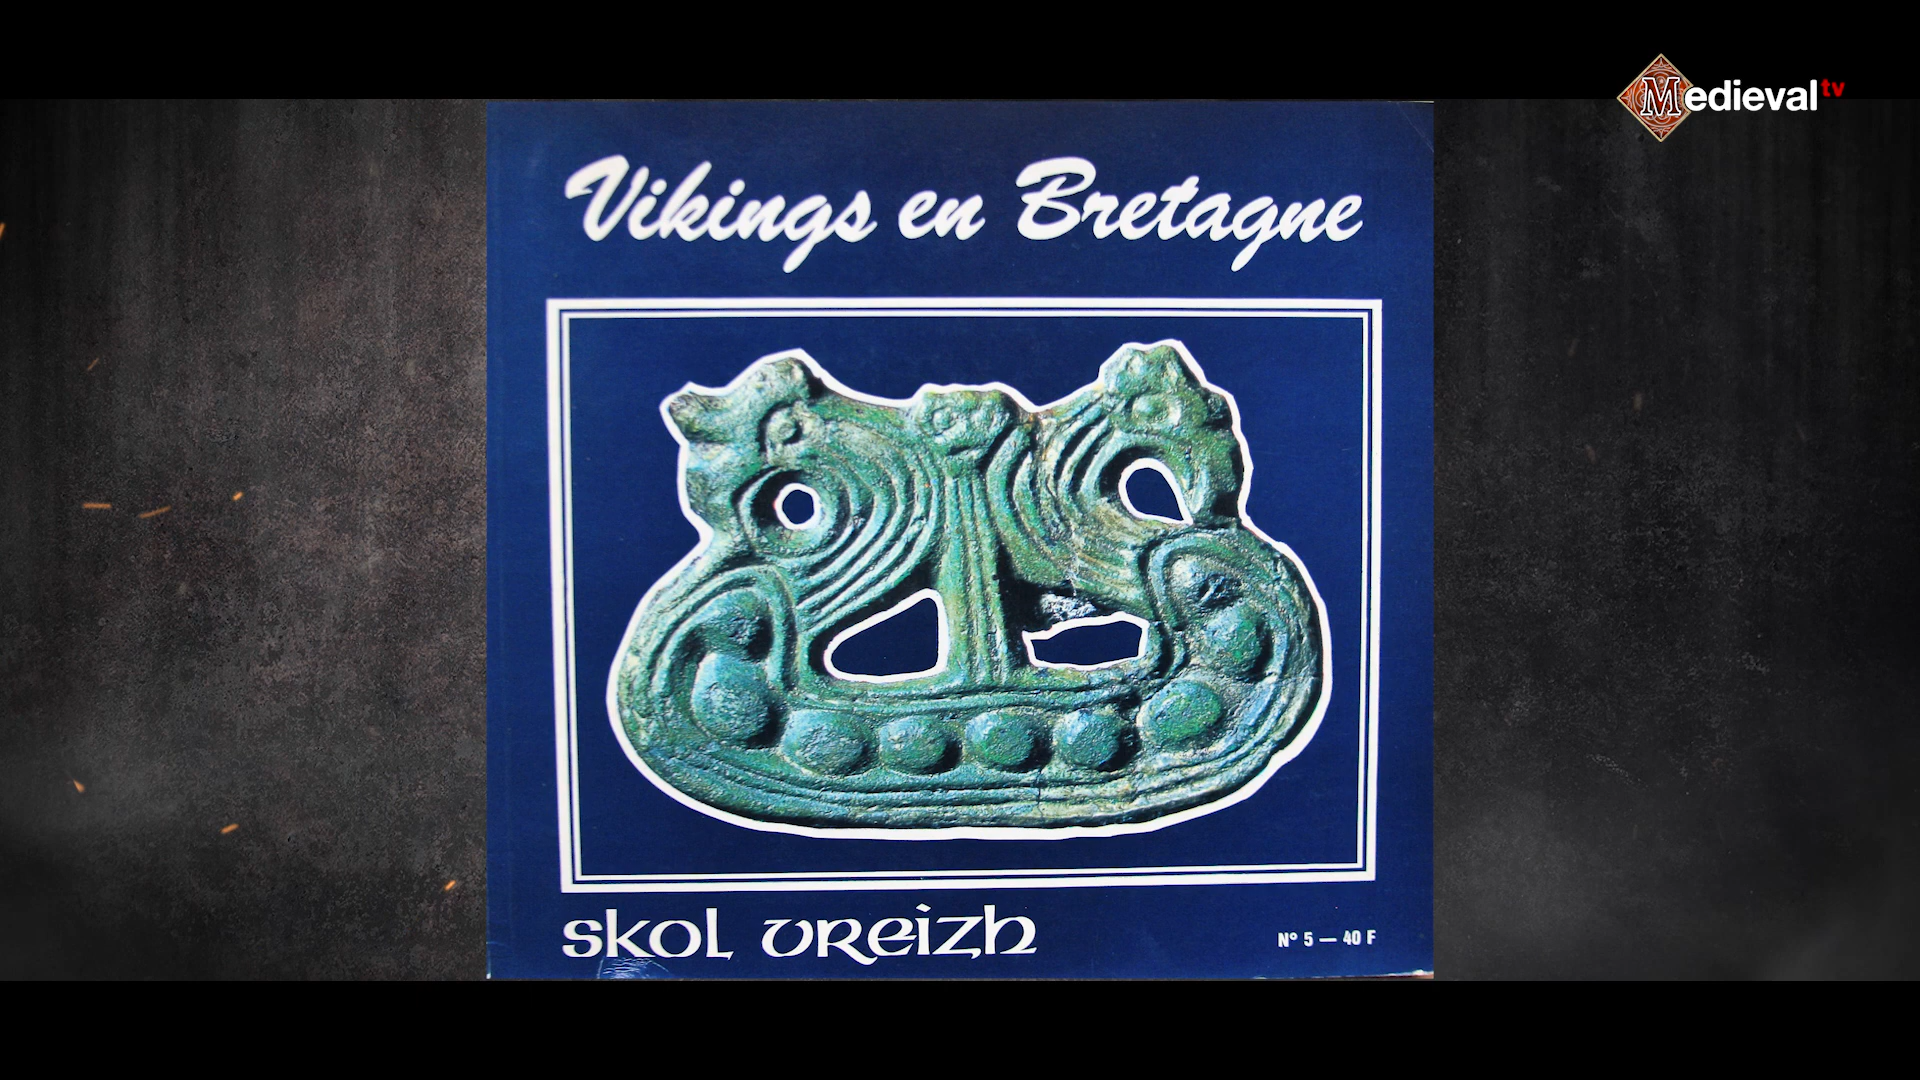 Medieval tv
Vikings en Bretagne
skol vreizh
N° 5 — 40 F